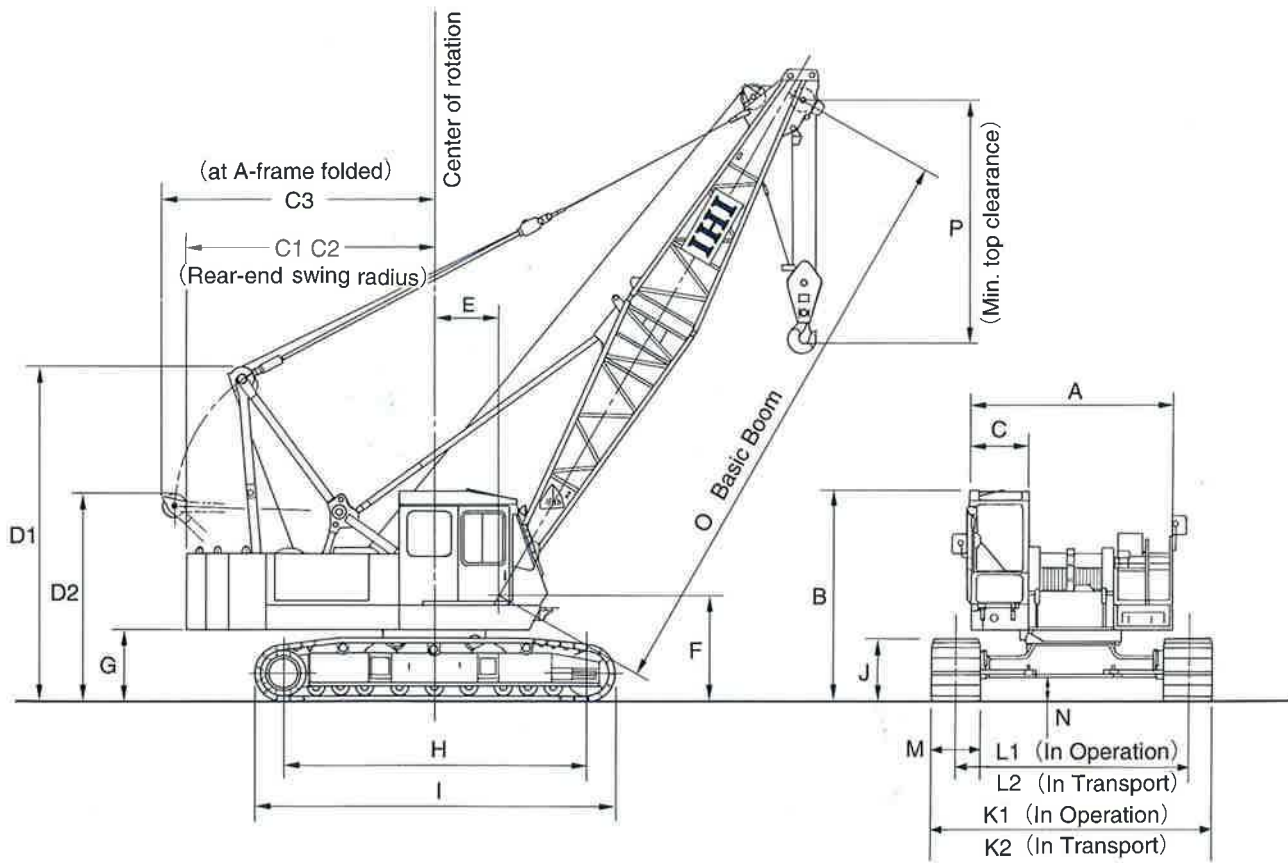 Center of rotation
(at A-frame folded)
C3
C1 C2
(Rear-end swing radius)
E
IHI
P
(Min. top clearance)
O Basic Boom
D1
D2
G
F
H
I
A
C
B
J
N
M
L1 (In Operation)
L2 (In Transport)
K1 (In Operation)
K2 (In Transport)